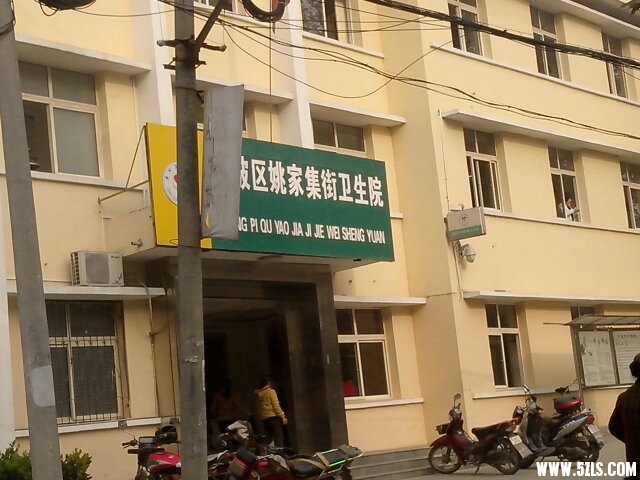 陂区姚家集街卫生院
NG PI QU YAO JIA JI JIE WEI SHENG YUAN
WWW.52LS.COM